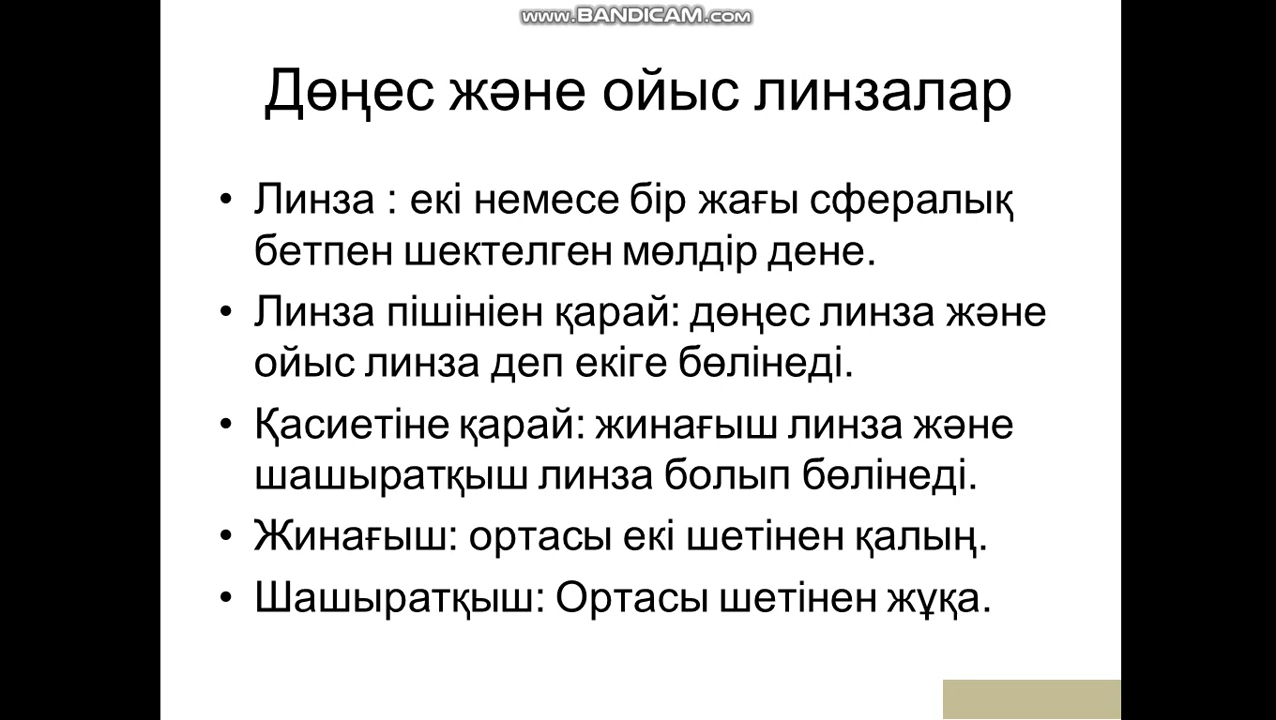 www.BANDICAM.com
Дөңес және ойыс линзалар
• Линза : екі немесе бір жағы сфералық
бетпен шектелген мөлдір дене.
• Линза пішініен қарай: дөңес линза және
ойыс линза деп екіге бөлінеді.
• Қасиетіне қарай: жинағыш линза және
шашыратқыш линза болып бөлінеді.
• Жинағыш: ортасы екі шетінен қалың.
• Шашыратқыш: Ортасы шетінен жұқа.